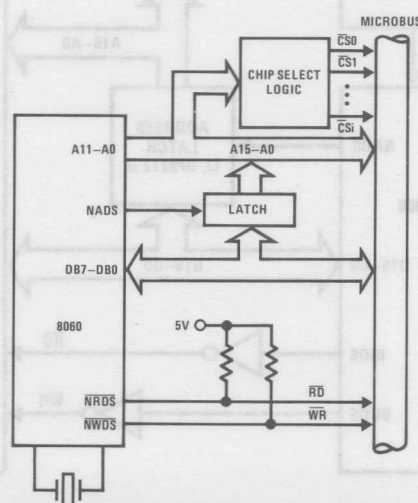 MICROBUS
CS0
CS1
CSi
CHIP SELECT
LOGIC
A11–A0
A15–A0
NADS
LATCH
DB7–DB0
8060
5V
NRDS
RD
NWDS
WR